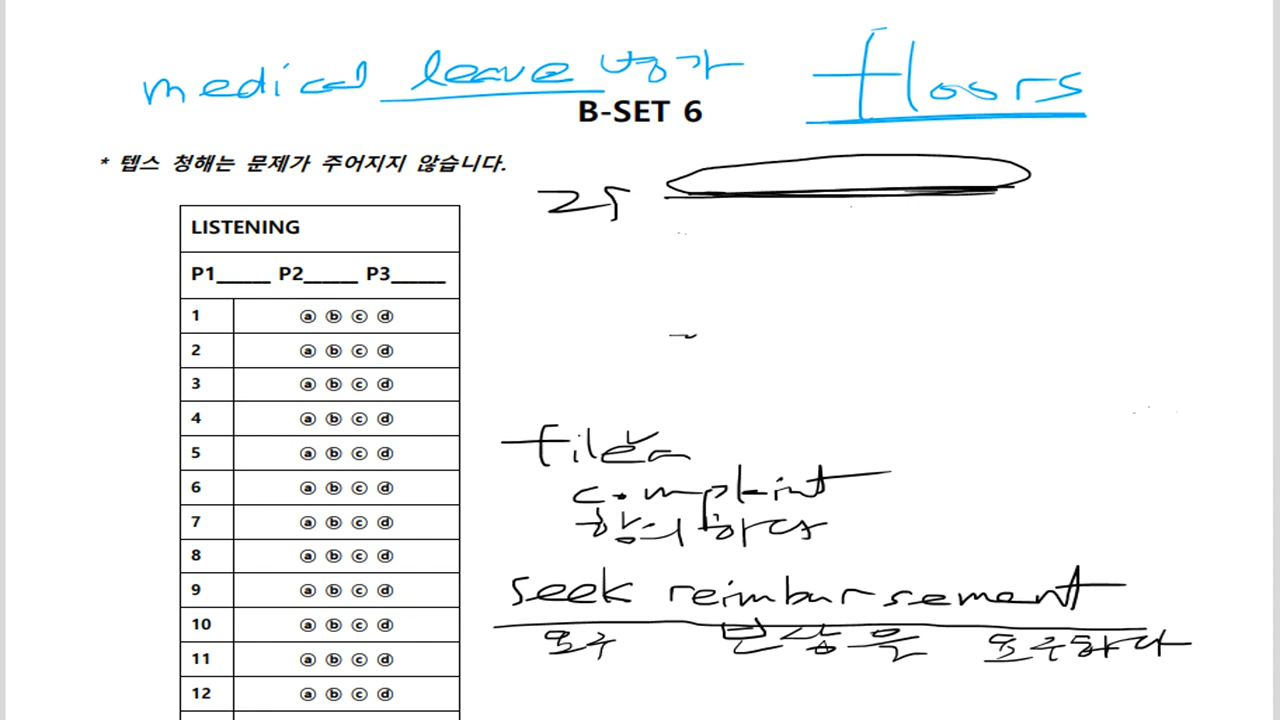 medical leave 병가 floors
B-SET 6
* 텝스 청해는 문제가 주어지지 않습니다.
25
LISTENING
P1_____ P2_____ P3_____
1 ⓐ ⓑ ⓒ ⓓ
2 ⓐ ⓑ ⓒ ⓓ
3 ⓐ ⓑ ⓒ ⓓ
4 ⓐ ⓑ ⓒ ⓓ
5 ⓐ ⓑ ⓒ ⓓ
6 ⓐ ⓑ ⓒ ⓓ
7 ⓐ ⓑ ⓒ ⓓ
8 ⓐ ⓑ ⓒ ⓓ
9 ⓐ ⓑ ⓒ ⓓ
10 ⓐ ⓑ ⓒ ⓓ
11 ⓐ ⓑ ⓒ ⓓ
12 ⓐ ⓑ ⓒ ⓓ
file a
complaint
항의하다
seek reimbursement
요구 변상을 요구하다